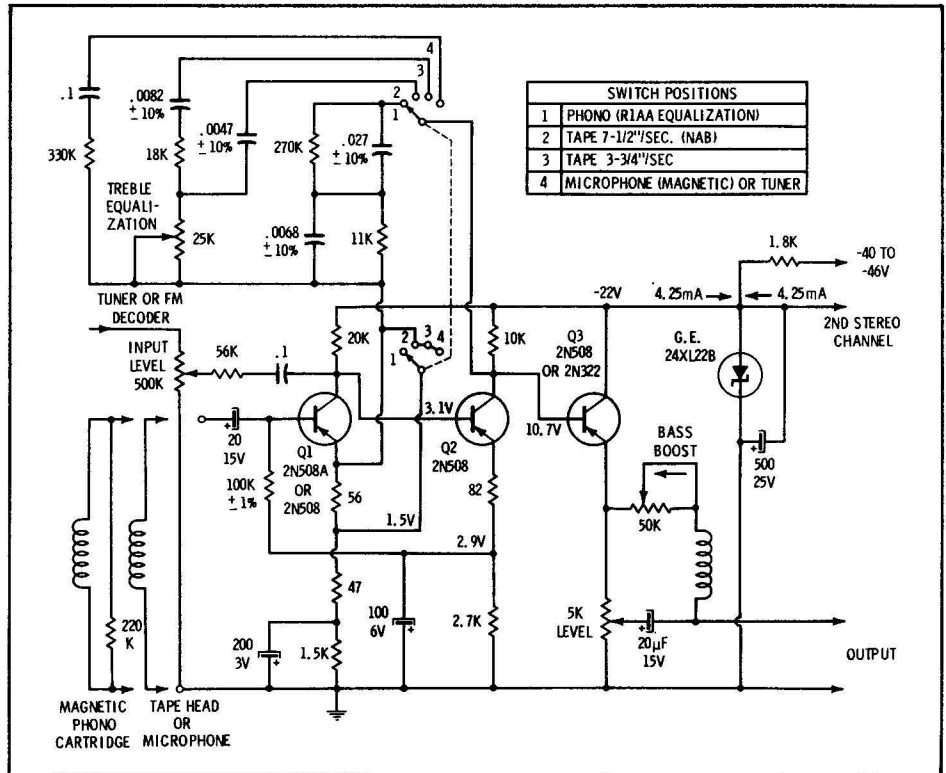 4
3
2
1
.1
.0082
± 10%
.0047
± 10%
270K
.027
± 10%
330K
18K
TREBLE
EQUALI-
ZATION
25K
.0068
± 10%
11K
SWITCH POSITIONS
1 PHONO (RIAA EQUALIZATION)
2 TAPE 7-1/2"/SEC. (NAB)
3 TAPE 3-3/4"/SEC
4 MICROPHONE (MAGNETIC) OR TUNER
1.8K
-40 TO
-46V
TUNER OR FM
DECODER
-22V
4.25mA
4.25mA
2ND STEREO
CHANNEL
INPUT
LEVEL
500K
56K
.1
20K
2
3
4
1
10K
Q3
2N508
OR 2N322
G.E.
24XL22B
3.1V
10.7V
+
20
15V
Q1
2N508A
OR
2N508
Q2
2N508
BASS
BOOST
+
500
25V
100K
± 1%
56
82
50K
1.5V
2.9V
47
220
K
200
3V
+
1.5K
100
6V
+
2.7K
5K
LEVEL
+
20µF
15V
OUTPUT
MAGNETIC
PHONO
CARTRIDGE
TAPE HEAD
OR
MICROPHONE